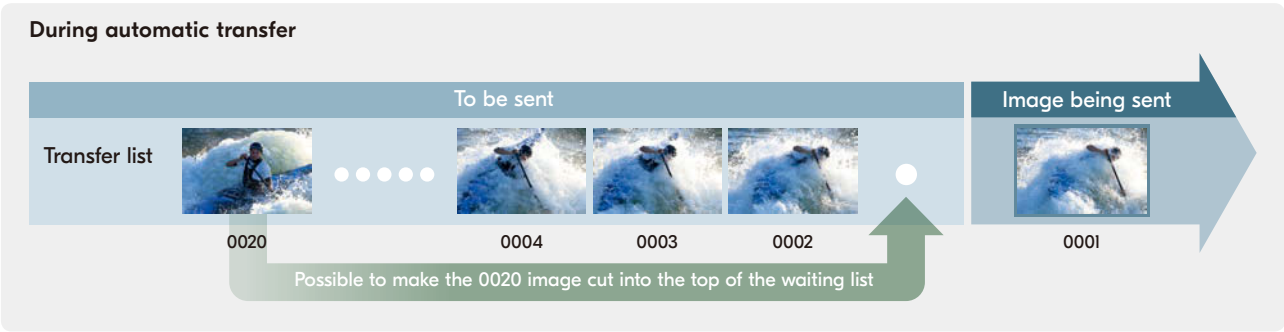 During automatic transfer
To be sent
Image being sent
Transfer list
0020
0004
0003
0002
0001
Possible to make the 0020 image cut into the top of the waiting list